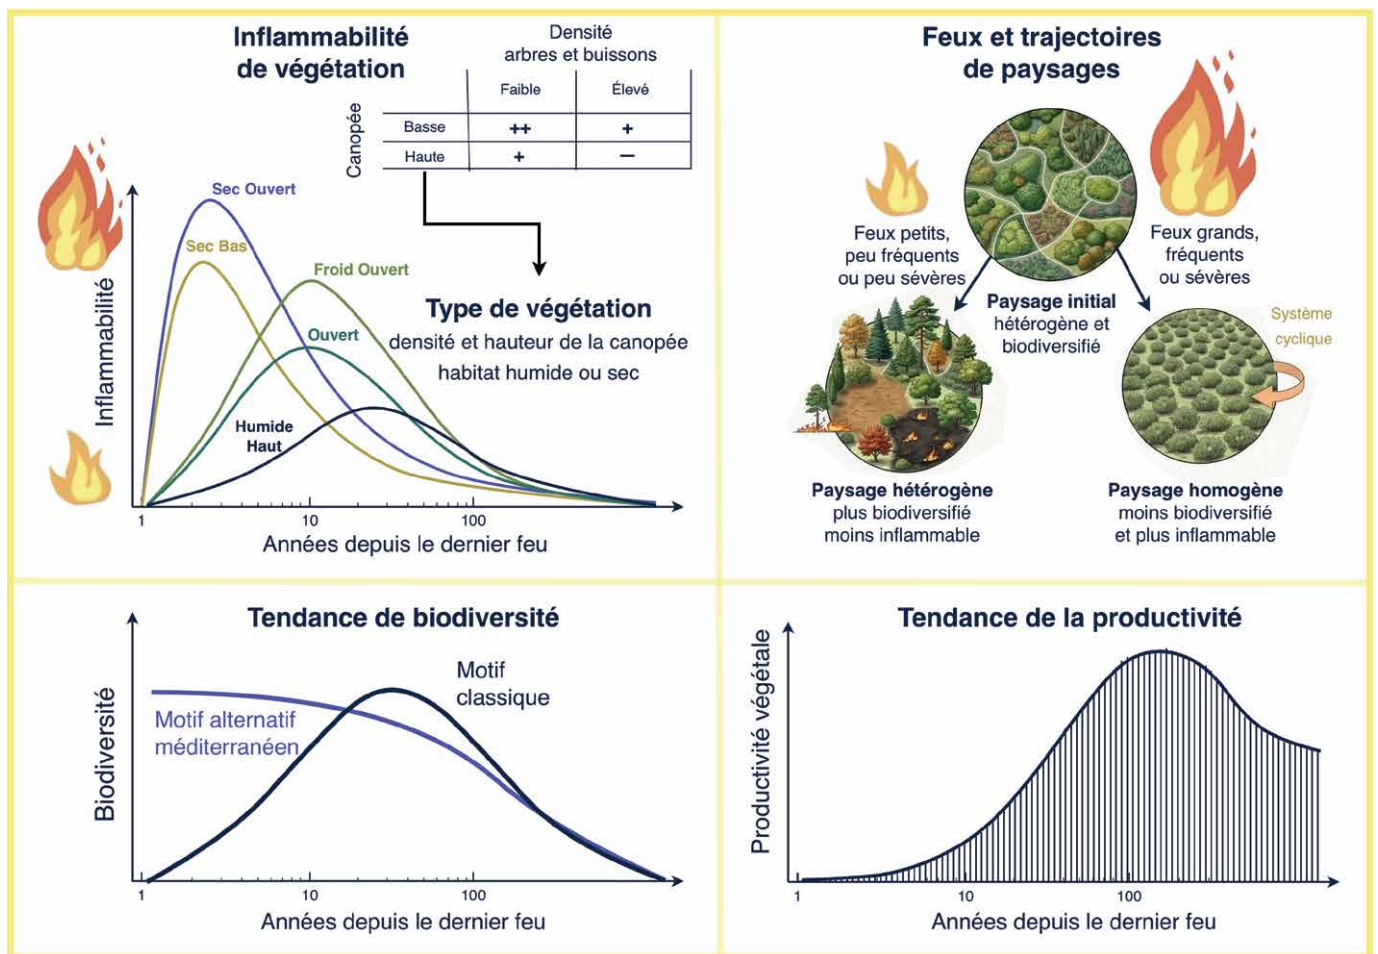 Inflammabilité
de végétation
Densité
arbres et buissons
Faible
Élevé
Canopée
Basse
++
+
Haute
+
−
Sec Ouvert
Sec Bas
Froid Ouvert
Ouvert
Humide
Haut
Type de végétation
densité et hauteur de la canopée
habitat humide ou sec
Inflammabilité
1
10
100
Années depuis le dernier feu
Feux et trajectoires
de paysages
Feux petits,
peu fréquents
ou peu sévères
Feux grands,
fréquents
ou sévères
Paysage initial
hétérogène et
biodiversifié
Système
cyclique
Paysage hétérogène
plus biodiversifié
moins inflammable
Paysage homogène
moins biodiversifié
et plus inflammable
Tendance de biodiversité
Motif
classique
Motif alternatif
méditerranéen
Biodiversité
1
10
100
Années depuis le dernier feu
Tendance de la productivité
Productivité végétale
1
10
100
Années depuis le dernier feu